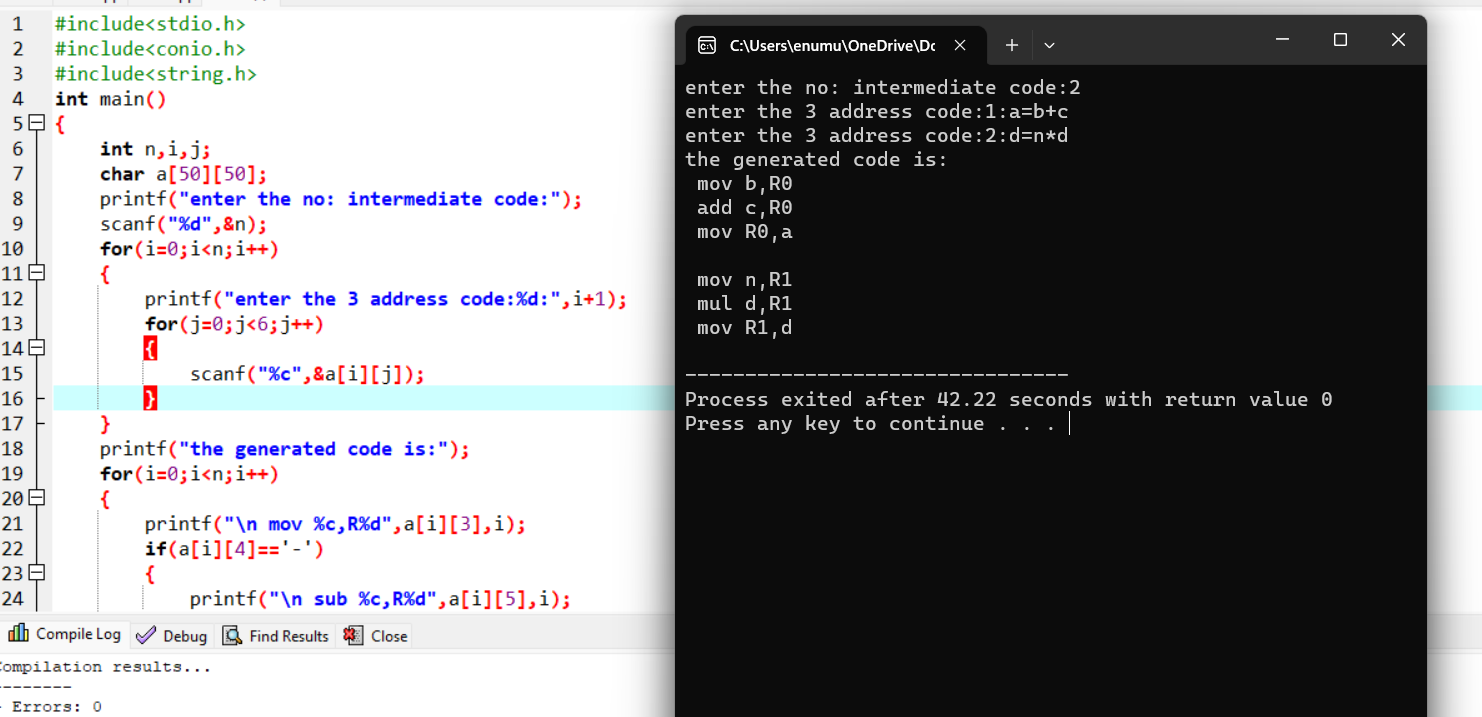 1 #include<stdio.h>
2 #include<conio.h>
3 #include<string.h>
4 int main()
5 {
6 int n,i,j;
7 char a[50][50];
8 printf("enter the no: intermediate code:");
9 scanf("%d",&n);
10 for(i=0;i<n;i++)
11 {
12 printf("enter the 3 address code:%d:",i+1);
13 for(j=0;j<6;j++)
14 {
15 scanf("%c",&a[i][j]);
16 }
17 }
18 printf("the generated code is:");
19 for(i=0;i<n;i++)
20 {
21 printf("\n mov %c,R%d",a[i][3],i);
22 if(a[i][4]=='-')
23 {
24 printf("\n sub %c,R%d",a[i][5],i);
Compile Log Debug Find Results Close
Compilation results...
--------
- Errors: 0
C:\Users\enumu\OneDrive\Dc
enter the no: intermediate code:2
enter the 3 address code:1:a=b+c
enter the 3 address code:2:d=n*d
the generated code is:
mov b,R0
add c,R0
mov R0,a
mov n,R1
mul d,R1
mov R1,d
--------------------------------
Process exited after 42.22 seconds with return value 0
Press any key to continue . . .